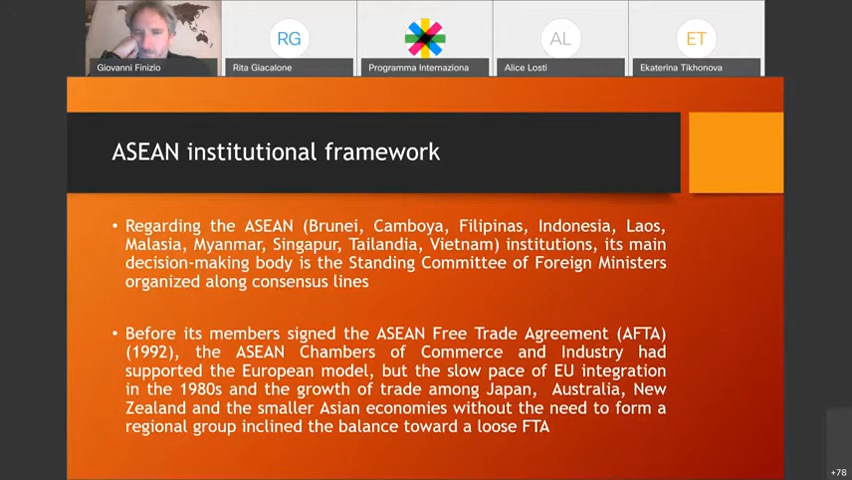 RG
AL
ET
Giovanni Finizio
Rita Giacalone
Programma Internaziona
Alice Losti
Ekaterina Tikhonova
ASEAN institutional framework
• Regarding the ASEAN (Brunei, Camboya, Filipinas, Indonesia, Laos,
Malasia, Myanmar, Singapur, Tailandia, Vietnam) institutions, its main
decision-making body is the Standing Committee of Foreign Ministers
organized along consensus lines
• Before its members signed the ASEAN Free Trade Agreement (AFTA)
(1992), the ASEAN Chambers of Commerce and Industry had
supported the European model, but the slow pace of EU integration
in the 1980s and the growth of trade among Japan, Australia, New
Zealand and the smaller Asian economies without the need to form a
regional group inclined the balance toward a loose FTA
+78